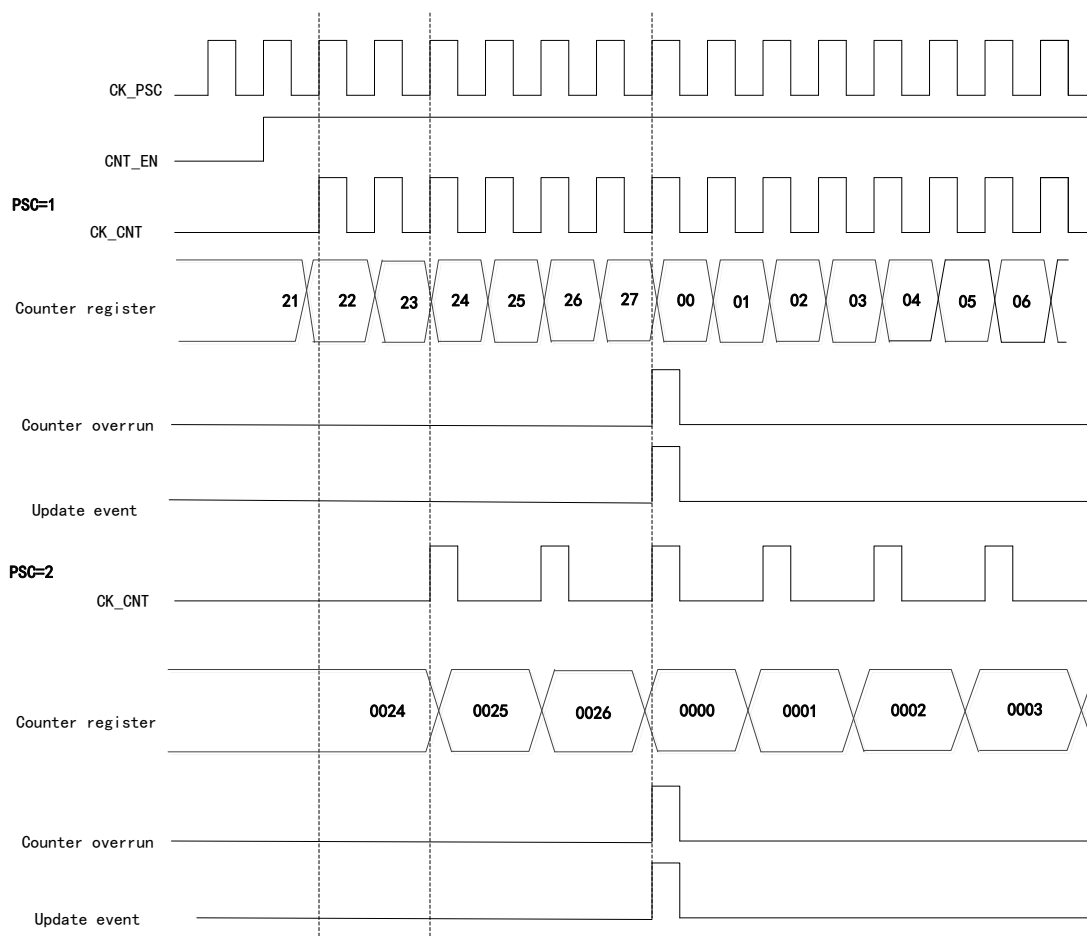 CK_PSC
CNT_EN
PSC=1
CK_CNT
Counter register 21 22 23 24 25 26 27 00 01 02 03 04 05 06
Counter overrun
Update event
PSC=2
CK_CNT
Counter register 0024 0025 0026 0000 0001 0002 0003
Counter overrun
Update event